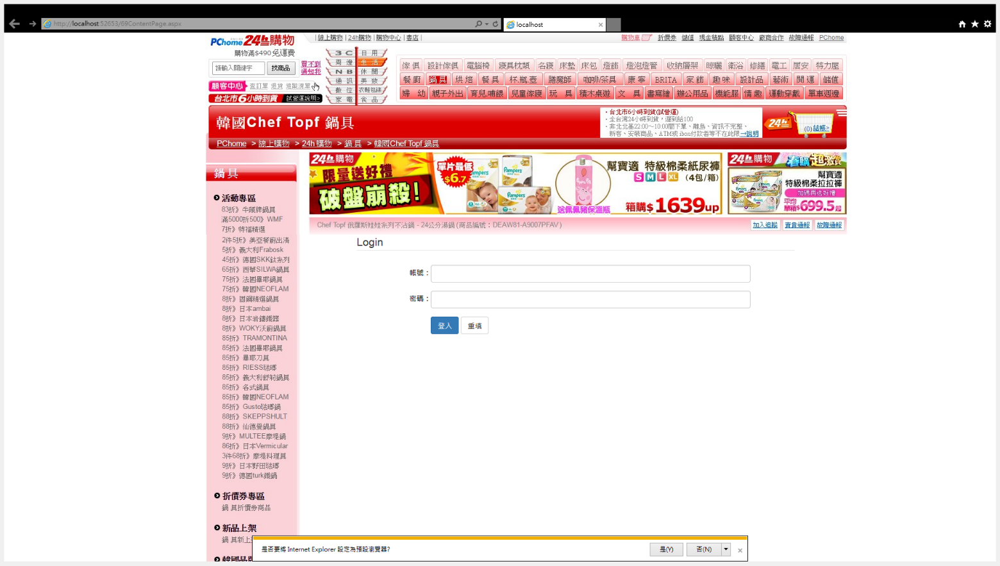 http://localhost:52653/69ContentPage.aspx
localhost
PChome 24h購物
購物滿$490 免運費
請輸入關鍵字 找商品 買不到通知我
顧客中心 查訂單 退貨 追蹤清單
台北市6小時到貨 試營運說明>
| 線上購物 | 24h購物 | 購物中心 | 書店 |
購物車 折價券 儲值 現金積點 顧客中心 廠商合作 故障通報 PChome
3 C 日 用
周 邊 生 活
N B 休 閒
通 訊 美 妝
數 位 衣鞋包錶
家 電 食 品
傢 俱 設計傢俱 電腦椅 寢具枕類 名寢 床墊 床包 燈飾 燈泡燈管 收納層架 晾曬 衛浴 修繕 電工 居安 特力屋
餐 廚 鍋 具 烘 焙 餐 具 杯.瓶.壺 膳魔師 咖啡/茶具 康 寧 BRITA 家 飾 趣 味 設計品 藝術 開 運 儲值
婦 幼 親子外出 育兒.哺餵 兒童傢寢 玩 具 積木桌遊 文 具 書寫繪 辦公用品 機能服 情 趣 運動穿戴 單車週邊
韓國Chef Topf 鍋具
・台北市6小時到貨(試營運)
・全台灣24小時到貨，遲到給100
・非北北基22:00～10:00間下單、離島、資訊不完整、
新客、安裝商品、ATM或 ibon付款者等不在此限→說明
24h (0) 結帳>
PChome > 線上購物 > 24h 購物 > 鍋 具 > 韓國Chef Topf 鍋具
鍋 具
24h購物
限量送好禮
破盤崩殺!
單片最低 $6.7
Pampers
Pampers
Pampers
幫寶適 特級棉柔紙尿褲
S M L XL (4包/箱)
送佩佩豬保溫瓶
箱購$1639up
24h購物 春購超激賞
幫寶適
特級棉柔拉拉褲
加碼再送好禮
平均單箱$699.5起
Chef Topf 俄羅斯娃娃系列不沾鍋 - 24公分湯鍋 (商品編號：DEAW81-A9007PFAV)
加入追蹤 賣貴通報 故障通報
Login
帳號：
密碼：
登入 重填
活動專區
83折》牛頭牌鍋具
滿5000折500》WMF
7折》特福精選
2件5折》美亞餐廚出清
5折》義大利Frabosk
45折》德國SKK鈦系列
65折》西華SILWA鍋具
75折》法國畢耶鍋具
75折》韓國NEOFLAM
8折》固鋼精選鍋具
8折》日本ambai
8折》日本岩鑄鐵器
8折》WOKY沃廚鍋具
85折》TRAMONTINA
85折》法國畢耶鍋具
85折》畢耶刀具
85折》RIESS琺瑯
85折》義大利舒莉鍋具
85折》各式鍋具
85折》韓國NEOFLAM
85折》Gusto琺瑯鍋
88折》SKEPPSHULT
88折》仙德曼鍋具
9折》MULTEE摩堤鍋
86折》日本Vermicular
3件68折》摩堤料理具
9折》日本野田琺瑯
9折》德國turk鐵鍋
折價券專區
鍋 具折價券商品
新品上架
鍋 具新上
韓國品牌
是否要將 Internet Explorer 設定為預設瀏覽器?
是(Y) 否(N)